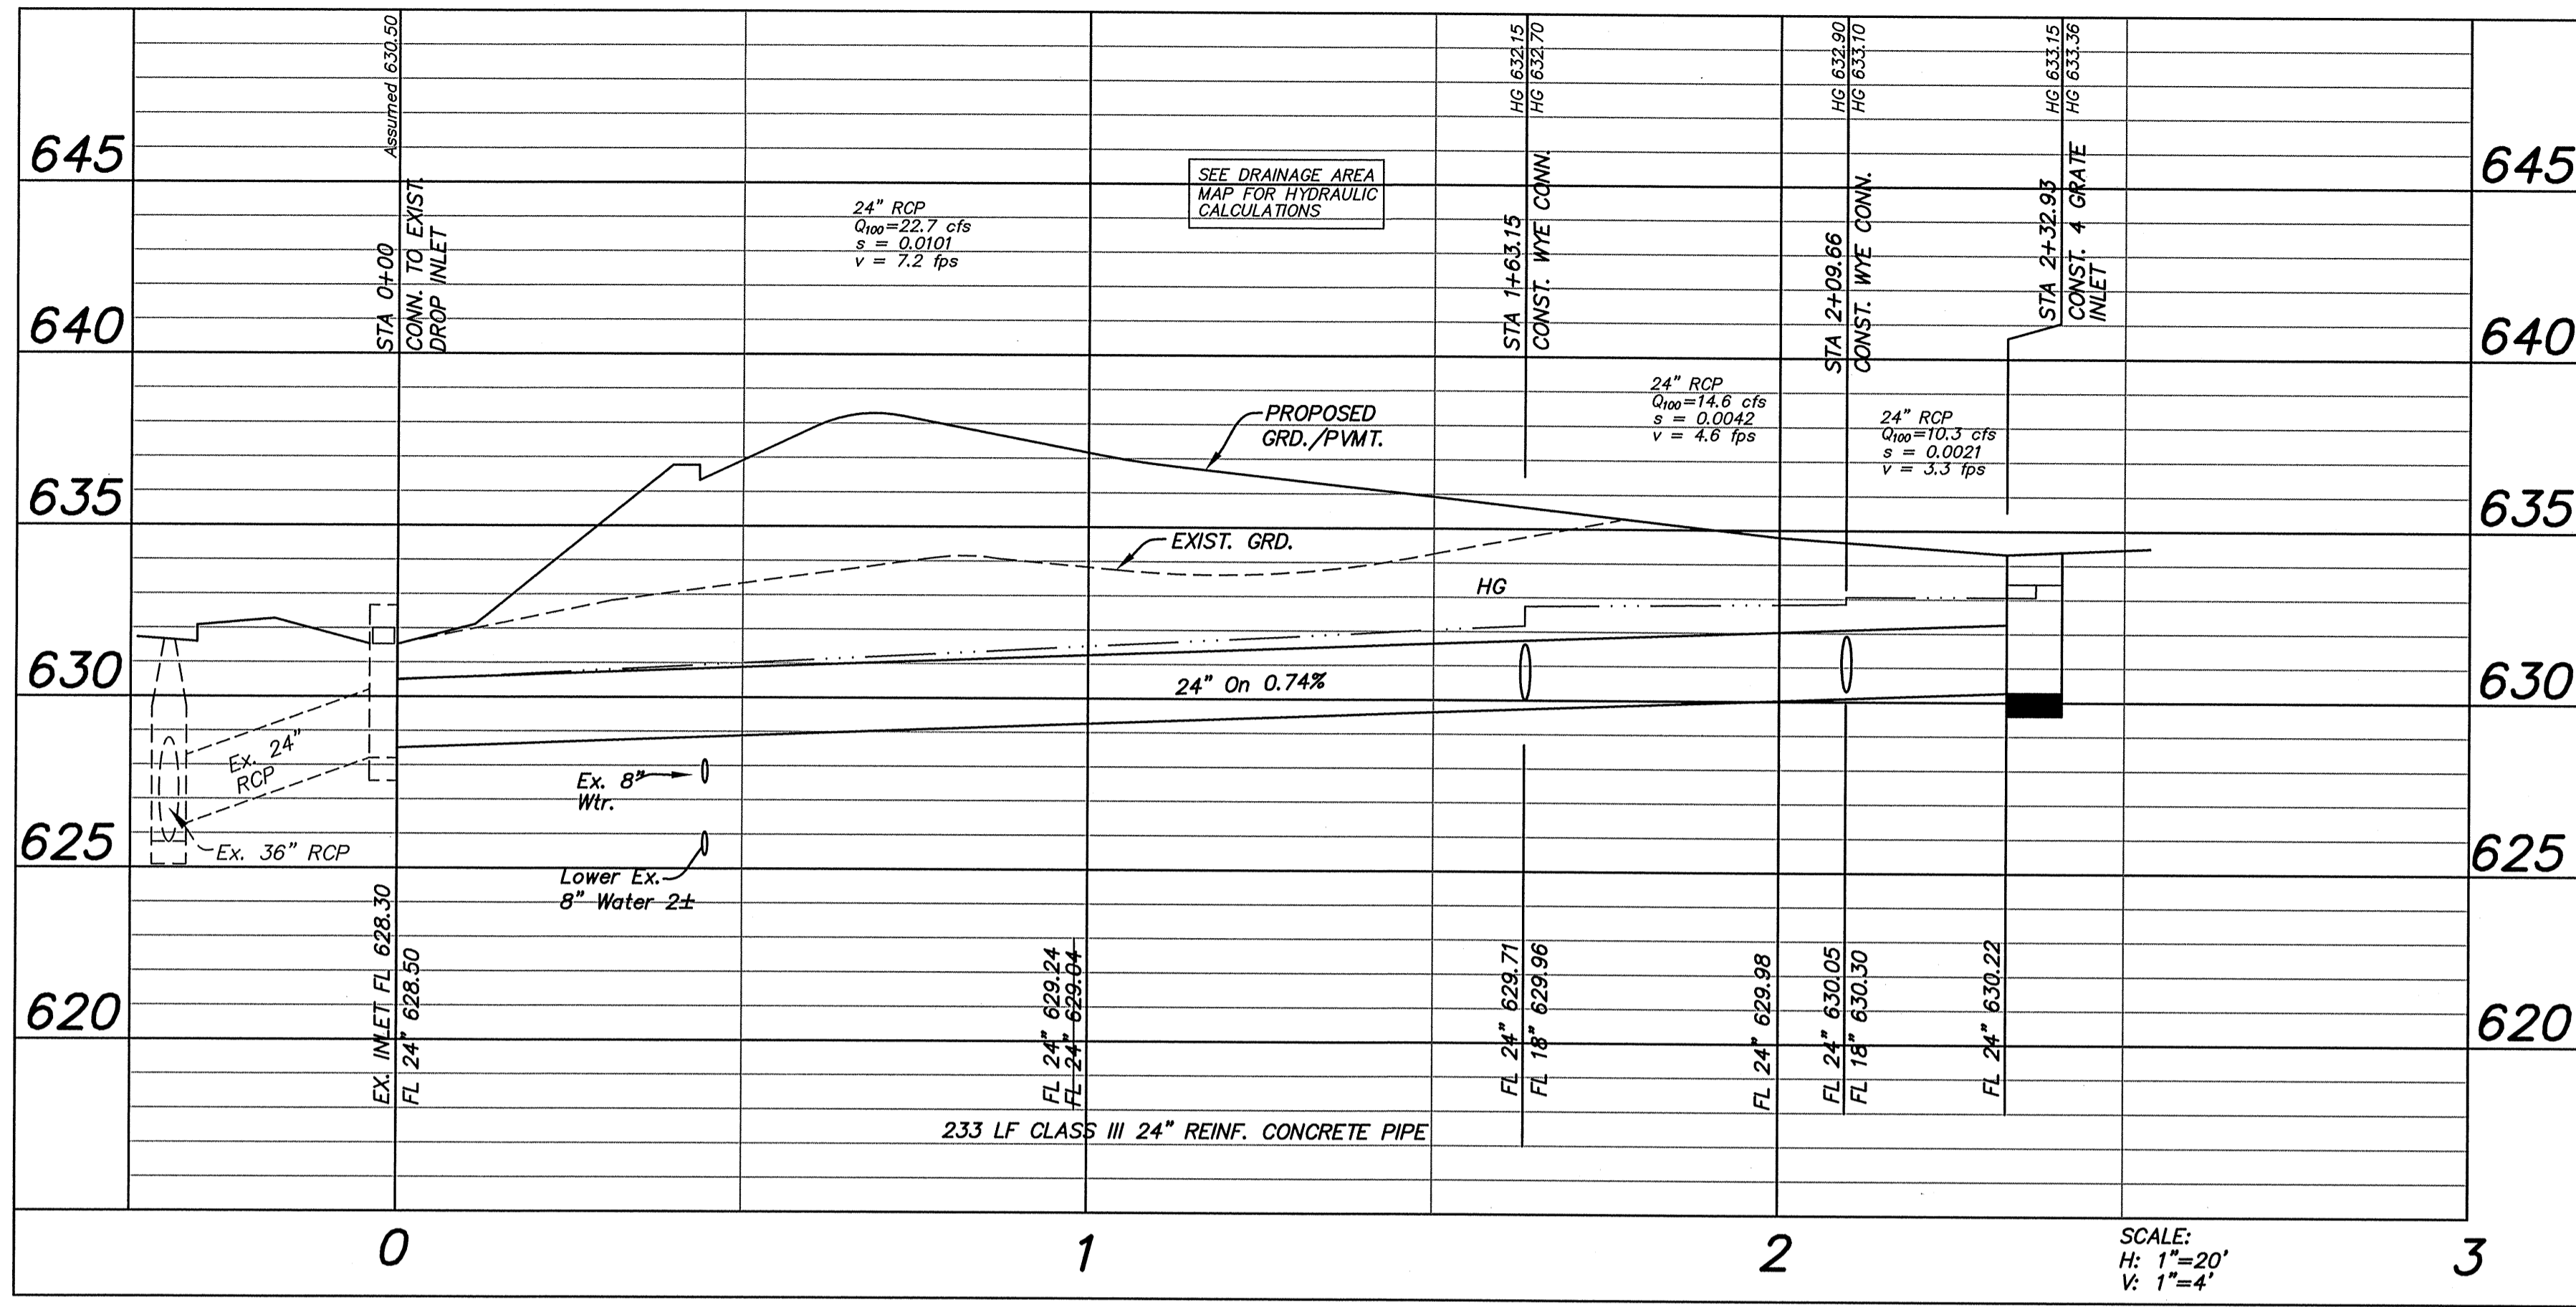 Assumed 630.50
HG 632.15
HG 632.70
HG 632.90
HG 633.10
HG 633.15
HG 633.36
645
645
STA 0+00
CONN. TO EXIST.
DROP INLET
24" RCP
Q100=22.7 cfs
s = 0.0101
v = 7.2 fps
SEE DRAINAGE AREA
MAP FOR HYDRAULIC
CALCULATIONS
STA 1+63.15
CONST. WYE CONN.
STA 2+09.66
CONST. WYE CONN.
STA 2+32.93
CONST. 4 GRATE
INLET
640
640
24" RCP
Q100=14.6 cfs
s = 0.0042
v = 4.6 fps
24" RCP
Q100=10.3 cfs
s = 0.0021
v = 3.3 fps
PROPOSED
GRD./PVMT.
635
635
EXIST. GRD.
HG
630
630
24" On 0.74%
Ex. 24"
RCP
Ex. 8"
Wtr.
625
625
Ex. 36" RCP
Lower Ex.
8" Water 2±
EX. INLET FL 628.30
FL 24" 628.50
FL 24" 629.24
FL 24" 629.04
FL 24" 629.71
FL 18" 629.96
FL 24" 629.98
FL 24" 630.05
FL 18" 630.30
FL 24" 630.22
620
620
233 LF CLASS III 24" REINF. CONCRETE PIPE
0
1
2
3
SCALE:
H: 1"=20'
V: 1"=4'